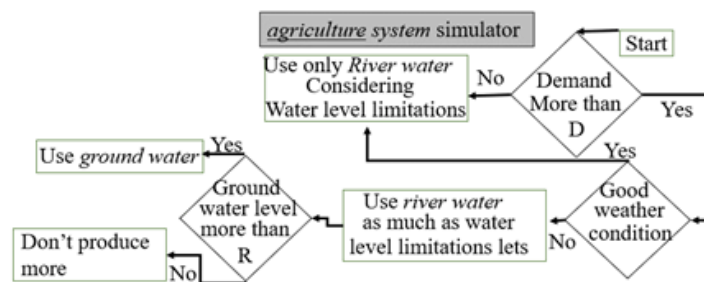 agriculture system simulator
Start
Use only River water
Considering
Water level limitations
No
Demand
More than
D
Yes
Yes
Use ground water
Yes
Ground
water level
more than
R
Use river water
as much as water
level limitations lets
No
Good
weather
condition
Don't produce
more
No